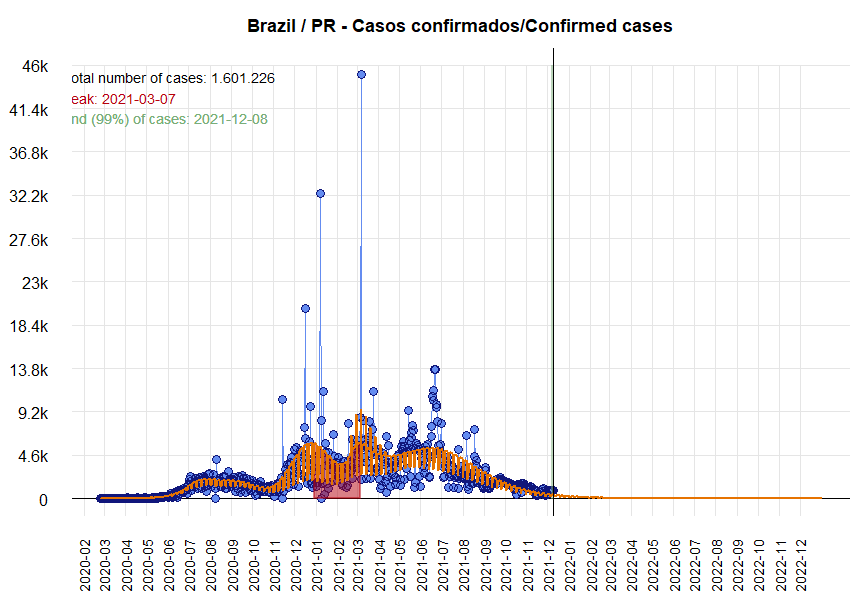 Brazil / PR - Casos confirmados/Confirmed cases
46k
otal number of cases: 1.601.226
eak: 2021-03-07
41.4k
nd (99%) of cases: 2021-12-08
36.8k
32.2k
27.6k
23k
18.4k
13.8k
9.2k
4.6k
0
2020-02
2020-03
2020-04
2020-05
2020-06
2020-07
2020-08
2020-09
2020-10
2020-11
2020-12
2021-01
2021-02
2021-03
2021-04
2021-05
2021-06
2021-07
2021-08
2021-09
2021-10
2021-11
2021-12
2022-01
2022-02
2022-03
2022-04
2022-05
2022-06
2022-07
2022-08
2022-09
2022-10
2022-11
2022-12